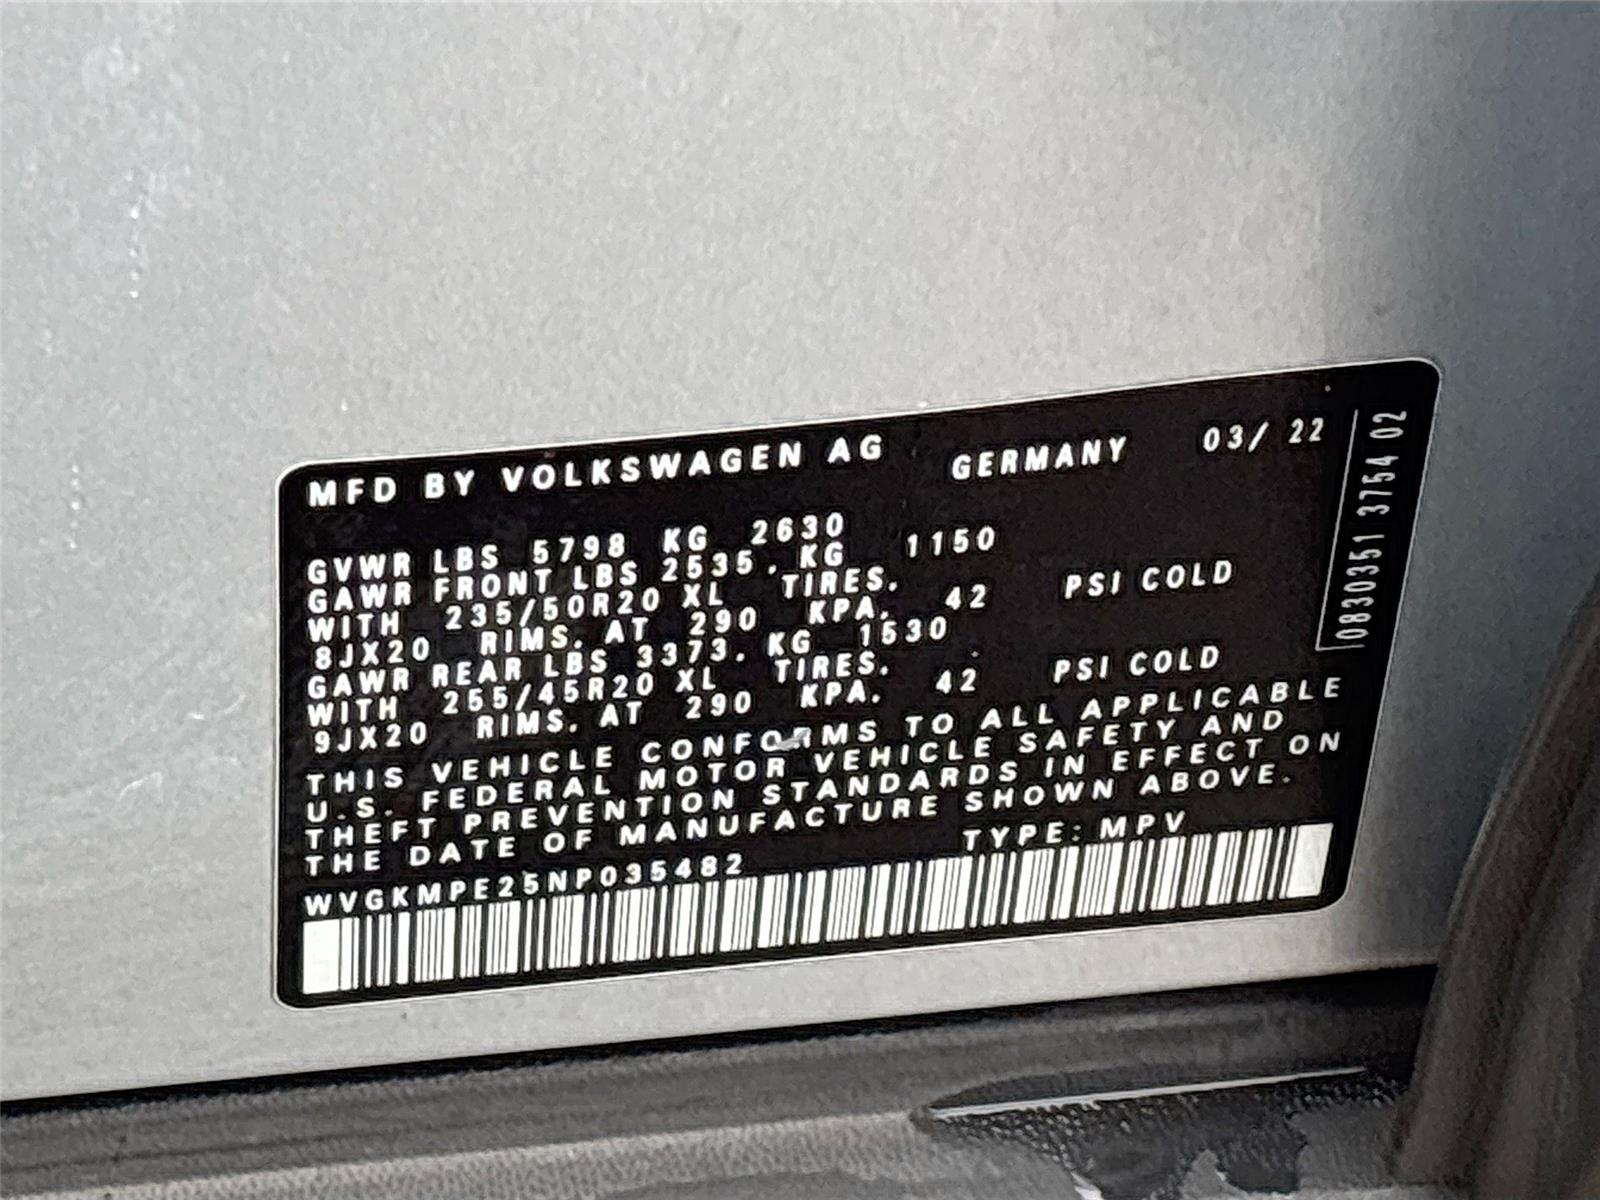 MFD BY VOLKSWAGEN AG GERMANY 03/ 22
GVWR LBS 5798 KG 2630
GAWR FRONT LBS 2535. KG 1150
WITH 235/50R20 XL TIRES.
8JX20 RIMS. AT 290 KPA. 42 PSI COLD
GAWR REAR LBS 3373. KG 1530
WITH 255/45R20 XL TIRES.
9JX20 RIMS. AT 290 KPA. 42 PSI COLD
THIS VEHICLE CONFORMS TO ALL APPLICABLE
U.S. FEDERAL MOTOR VEHICLE SAFETY AND
THEFT PREVENTION STANDARDS IN EFFECT ON
THE DATE OF MANUFACTURE SHOWN ABOVE.
WVGKMPE25NP035482 TYPE: MPV
0830351 3754 02